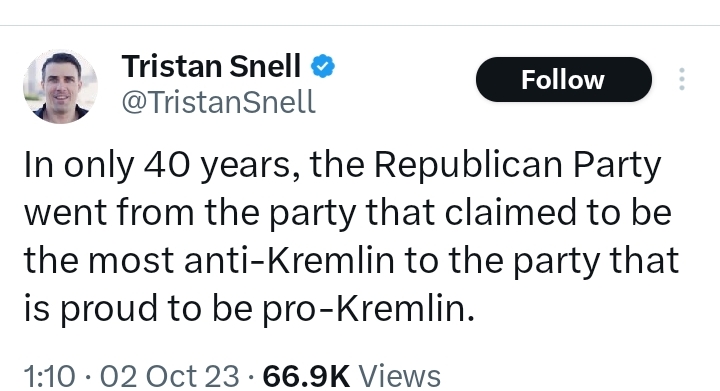 Tristan Snell
@TristanSnell
Follow
In only 40 years, the Republican Party
went from the party that claimed to be
the most anti-Kremlin to the party that
is proud to be pro-Kremlin.
1:10 · 02 Oct 23 · 66.9K Views